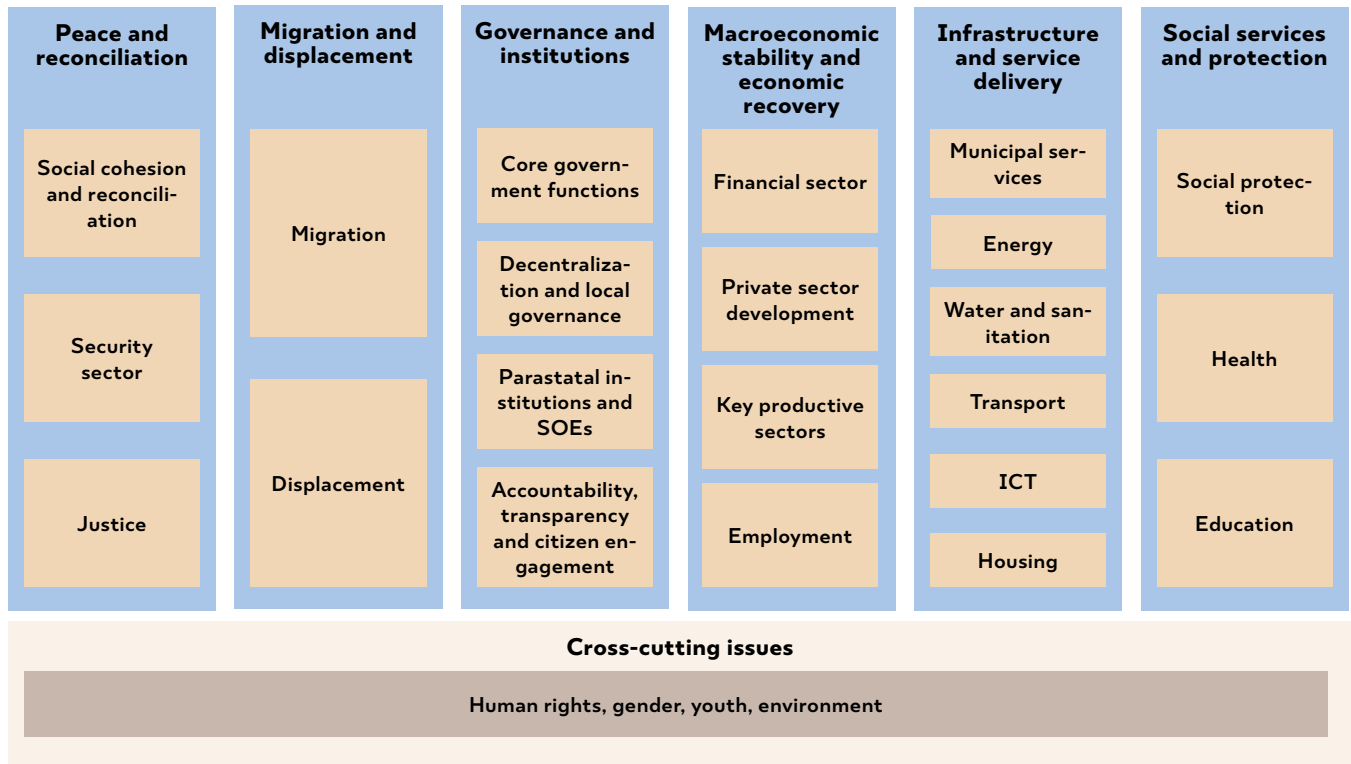 Peace and
reconciliation
Social cohesion
and reconcili-
ation
Security
sector
Justice
Migration and
displacement
Migration
Displacement
Governance and
institutions
Core govern-
ment functions
Decentraliza-
tion and local
governance
Parastatal in-
stitutions and
SOEs
Accountability,
transparency
and citizen en-
gagement
Macroeconomic
stability and
economic
recovery
Financial sector
Private sector
development
Key productive
sectors
Employment
Infrastructure
and service
delivery
Municipal ser-
vices
Energy
Water and san-
itation
Transport
ICT
Housing
Social services
and protection
Social protec-
tion
Health
Education
Cross-cutting issues
Human rights, gender, youth, environment